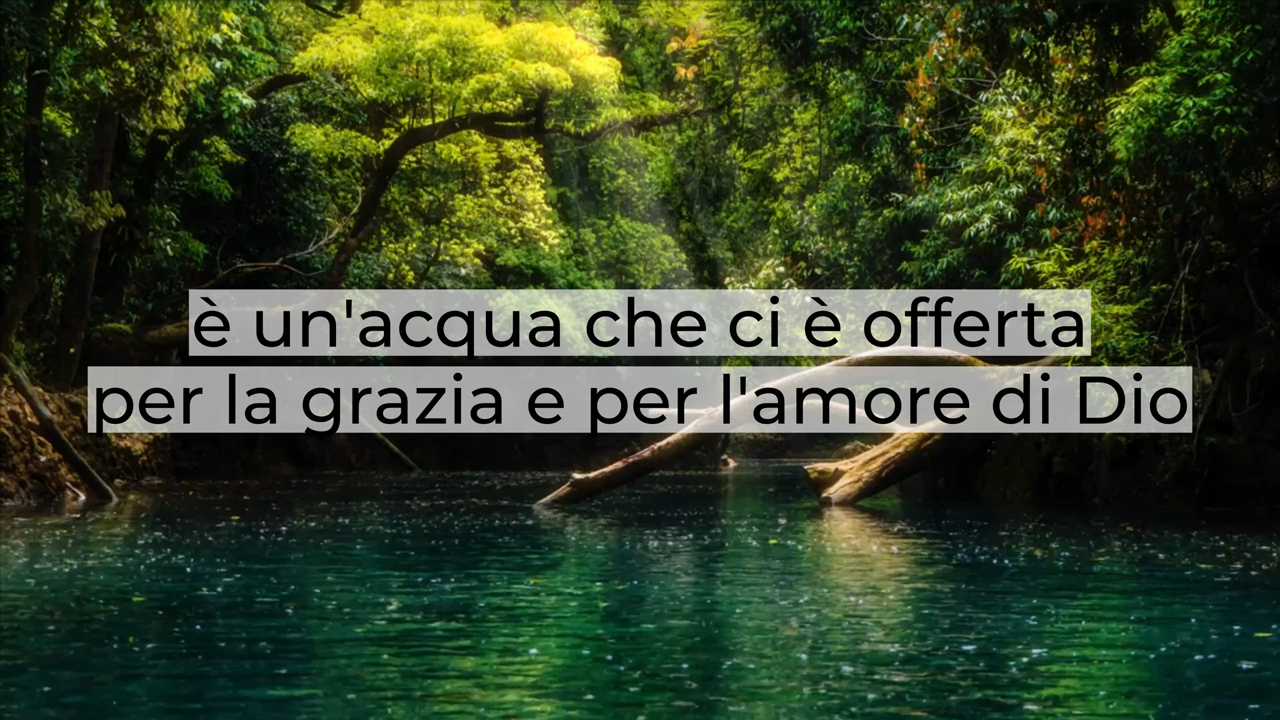 è un'acqua che ci è offerta
per la grazia e per l'amore di Dio